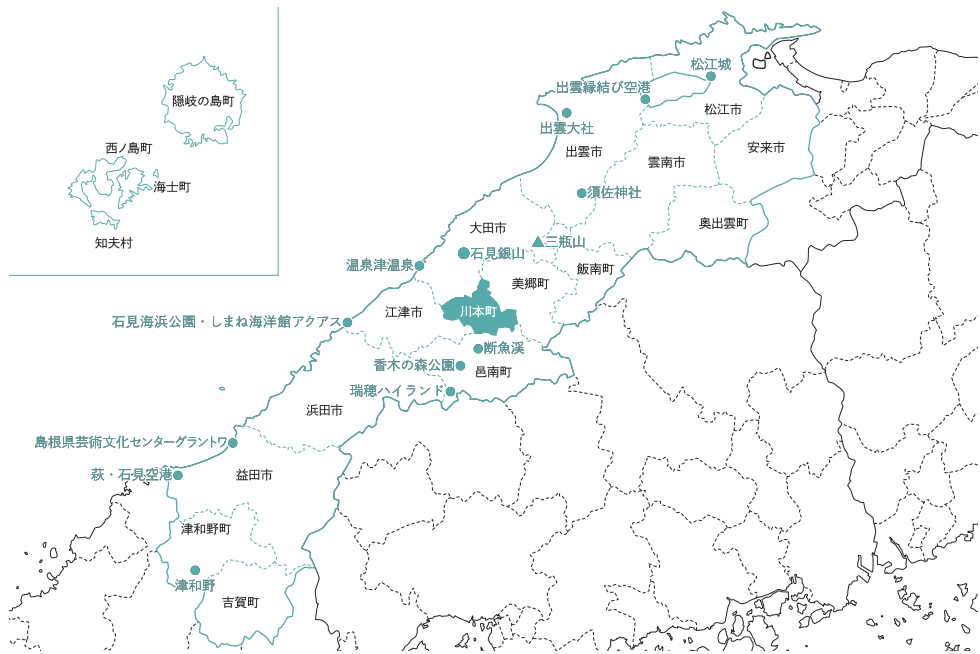 隠岐の島町
西ノ島町
海士町
知夫村
松江城
出雲縁結び空港
松江市
出雲大社
出雲市
安来市
雲南市
須佐神社
奥出雲町
大田市
三瓶山
石見銀山
温泉津温泉
飯南町
美郷町
川本町
江津市
石見海浜公園・しまね海洋館アクアス
断魚渓
香木の森公園
邑南町
瑞穂ハイランド
浜田市
島根県芸術文化センターグラントワ
萩・石見空港
益田市
津和野町
津和野
吉賀町